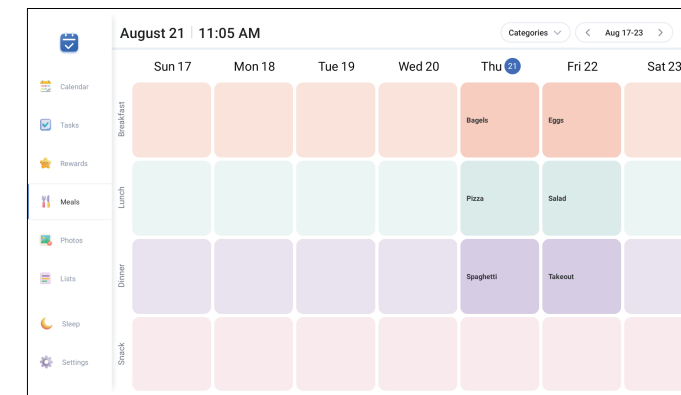 August 21 11:05 AM
Categories
Aug 17-23
Sun 17 Mon 18 Tue 19 Wed 20 Thu 21 Fri 22 Sat 23
Calendar
Tasks
Rewards
Meals
Photos
Lists
Sleep
Settings
Breakfast
Bagels Eggs
Lunch
Pizza Salad
Dinner
Spaghetti Takeout
Snack